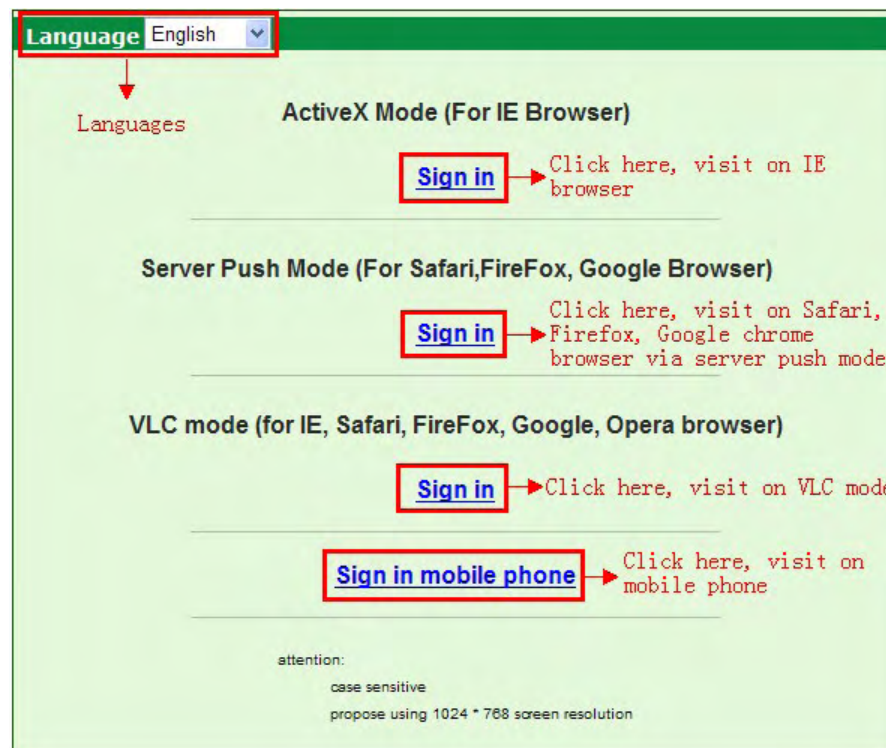 Language English
Languages
ActiveX Mode (For IE Browser)
Sign in
Click here, visit on IE
browser
Server Push Mode (For Safari,FireFox, Google Browser)
Sign in
Click here, visit on Safari,
Firefox, Google chrome
browser via server push mode
VLC mode (for IE, Safari, FireFox, Google, Opera browser)
Sign in
Click here, visit on VLC mode
Sign in mobile phone
Click here, visit on
mobile phone
attention:
case sensitive
propose using 1024 * 768 screen resolution